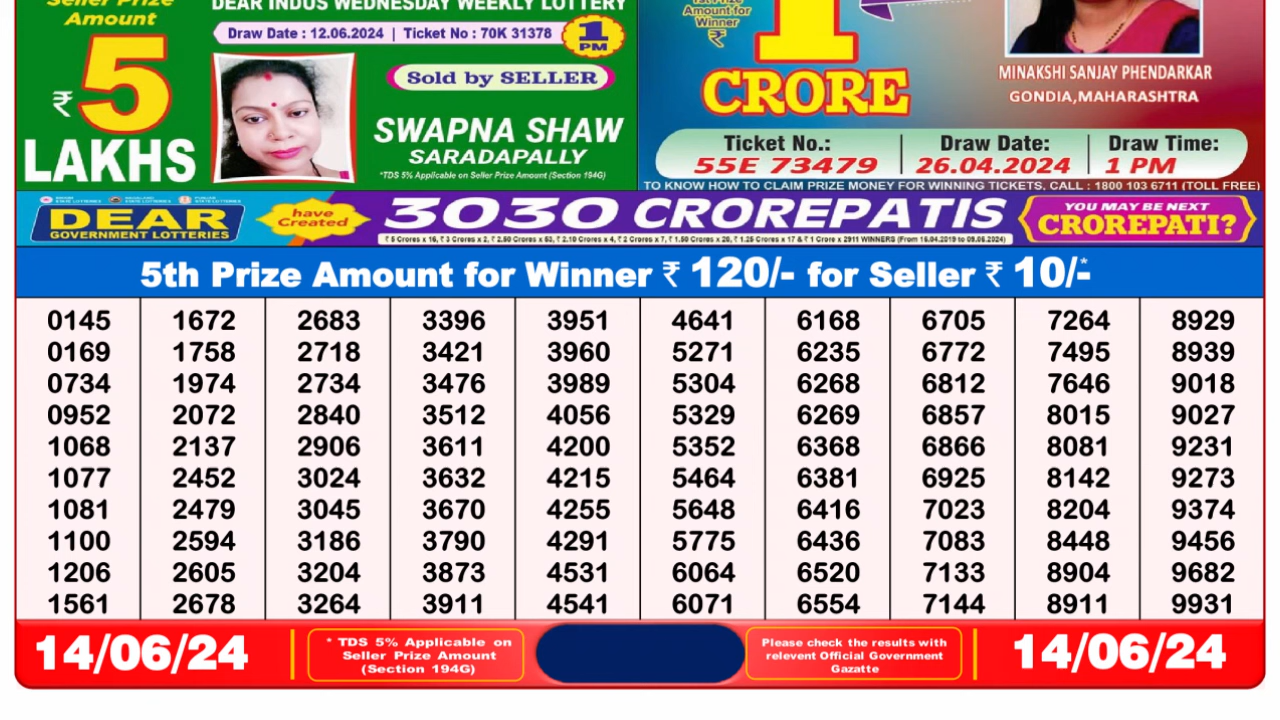 Seller Prize
Amount
₹ 5
LAKHS
DEAR INDUS WEDNESDAY WEEKLY LOTTERY
Draw Date : 12.06.2024 | Ticket No : 70K 31378
1
PM
Sold by SELLER
SWAPNA SHAW
SARADAPALLY
*TDS 5% Applicable on Seller Prize Amount (Section 194G)
Amount for
Winner
₹
1
CRORE
MINAKSHI SANJAY PHENDARKAR
GONDIA,MAHARASHTRA
Ticket No.: Draw Date: Draw Time:
55E 73479 26.04.2024 1 PM
TO KNOW HOW TO CLAIM PRIZE MONEY FOR WINNING TICKETS, CALL : 1800 103 6711 (TOLL FREE)
DEAR
GOVERNMENT LOTTERIES
have
Created
3030 CROREPATIS
YOU MAY BE NEXT
CROREPATI?
5th Prize Amount for Winner ₹ 120/- for Seller ₹ 10/-*
0145 1672 2683 3396 3951 4641 6168 6705 7264 8929
0169 1758 2718 3421 3960 5271 6235 6772 7495 8939
0734 1974 2734 3476 3989 5304 6268 6812 7646 9018
0952 2072 2840 3512 4056 5329 6269 6857 8015 9027
1068 2137 2906 3611 4200 5352 6368 6866 8081 9231
1077 2452 3024 3632 4215 5464 6381 6925 8142 9273
1081 2479 3045 3670 4255 5648 6416 7023 8204 9374
1100 2594 3186 3790 4291 5775 6436 7083 8448 9456
1206 2605 3204 3873 4531 6064 6520 7133 8904 9682
1561 2678 3264 3911 4541 6071 6554 7144 8911 9931
14/06/24
* TDS 5% Applicable on
Seller Prize Amount
(Section 194G)
Please check the results with
relevent Official Government
Gazatte
14/06/24